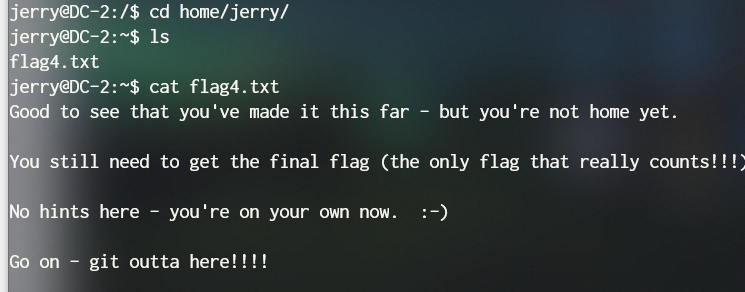 jerry@DC-2:/$ cd home/jerry/
jerry@DC-2:~$ ls
flag4.txt
jerry@DC-2:~$ cat flag4.txt
Good to see that you've made it this far - but you're not home yet.
You still need to get the final flag (the only flag that really counts!!!)
No hints here - you're on your own now.  :-)
Go on - git outta here!!!!